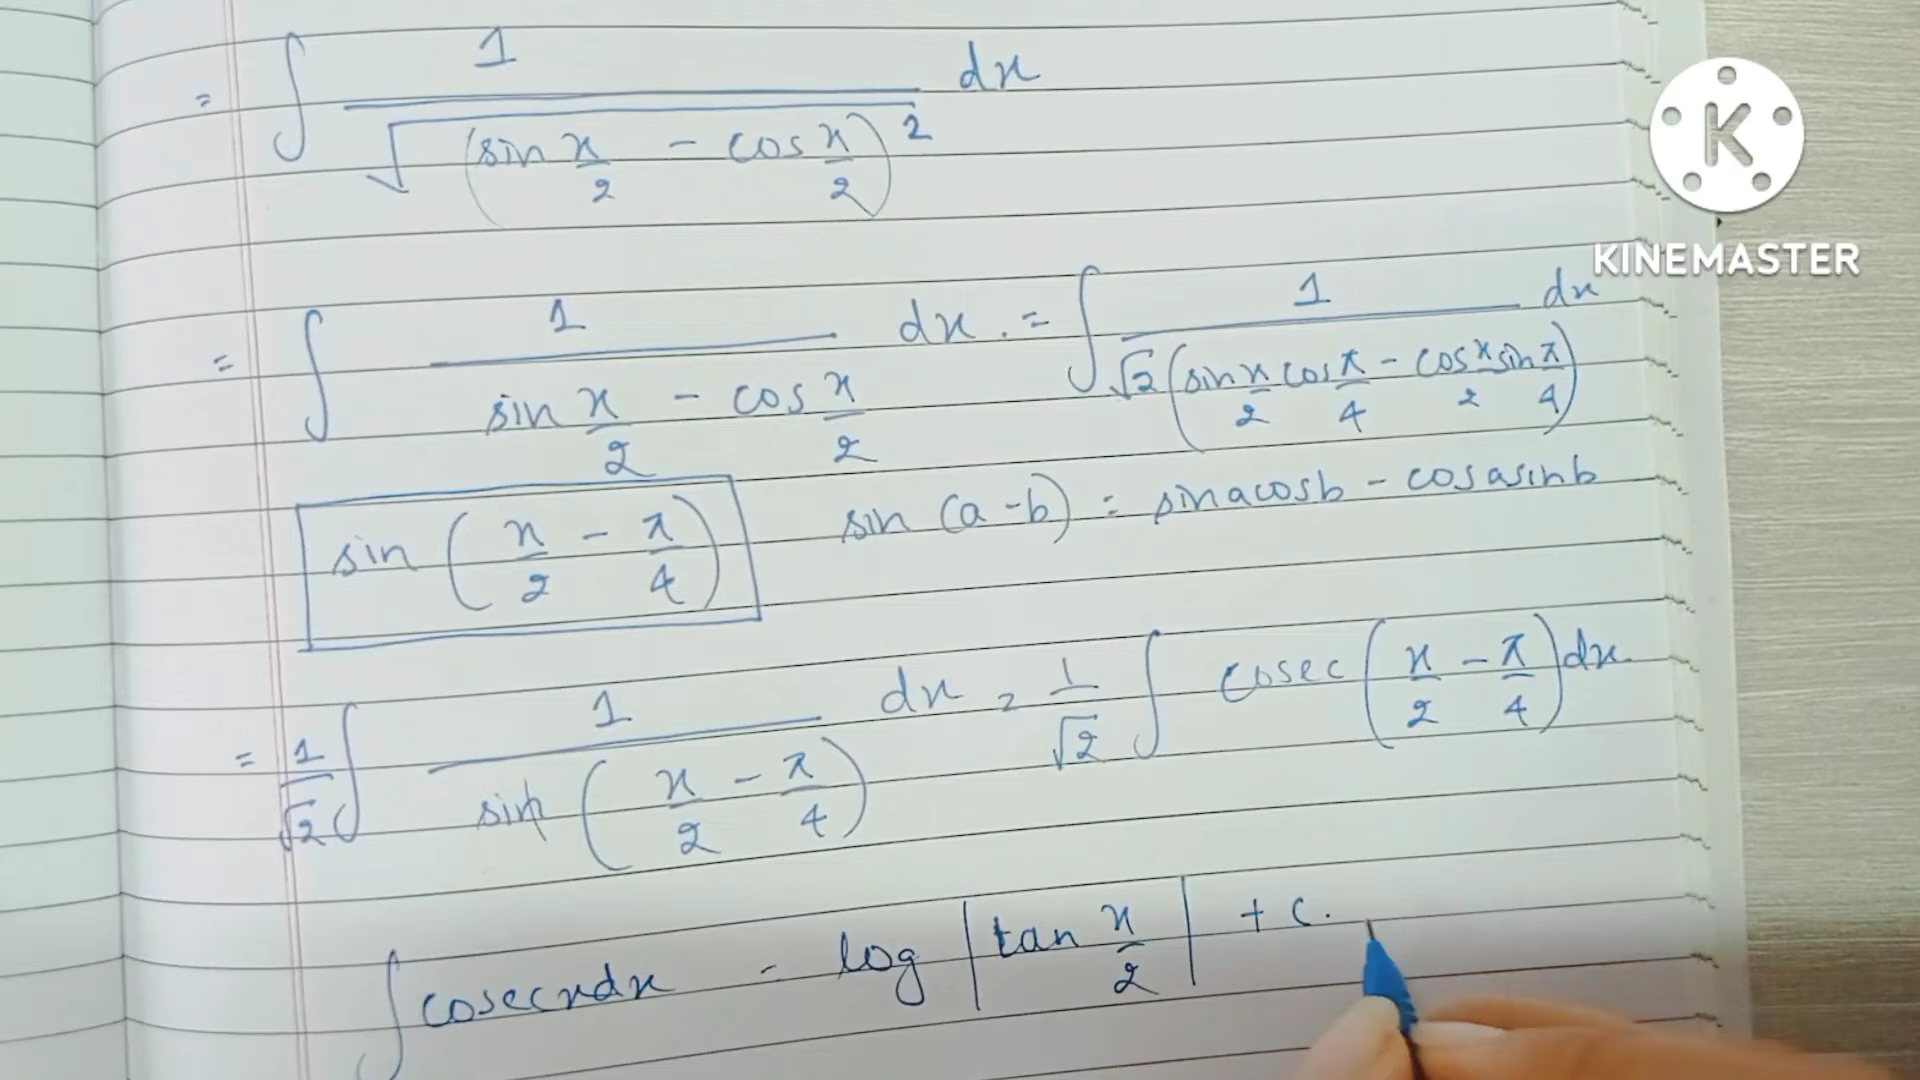 = ∫ 1/√(sin x/2 - cos x/2)² dx
K
KINEMASTER
= ∫ 1/(sin x/2 - cos x/2) dx. = ∫ 1/(√2(sin x/2 cos π/4 - cos x/2 sin π/4)) dx
sin (x/2 - π/4) sin (a - b) = sinacosb - cosasinb
= 1/√2 ∫ 1/(sin (x/2 - π/4)) dx = 1/√2 ∫ cosec (x/2 - π/4) dx.
∫ cosecxdx = log |tan x/2| + c.